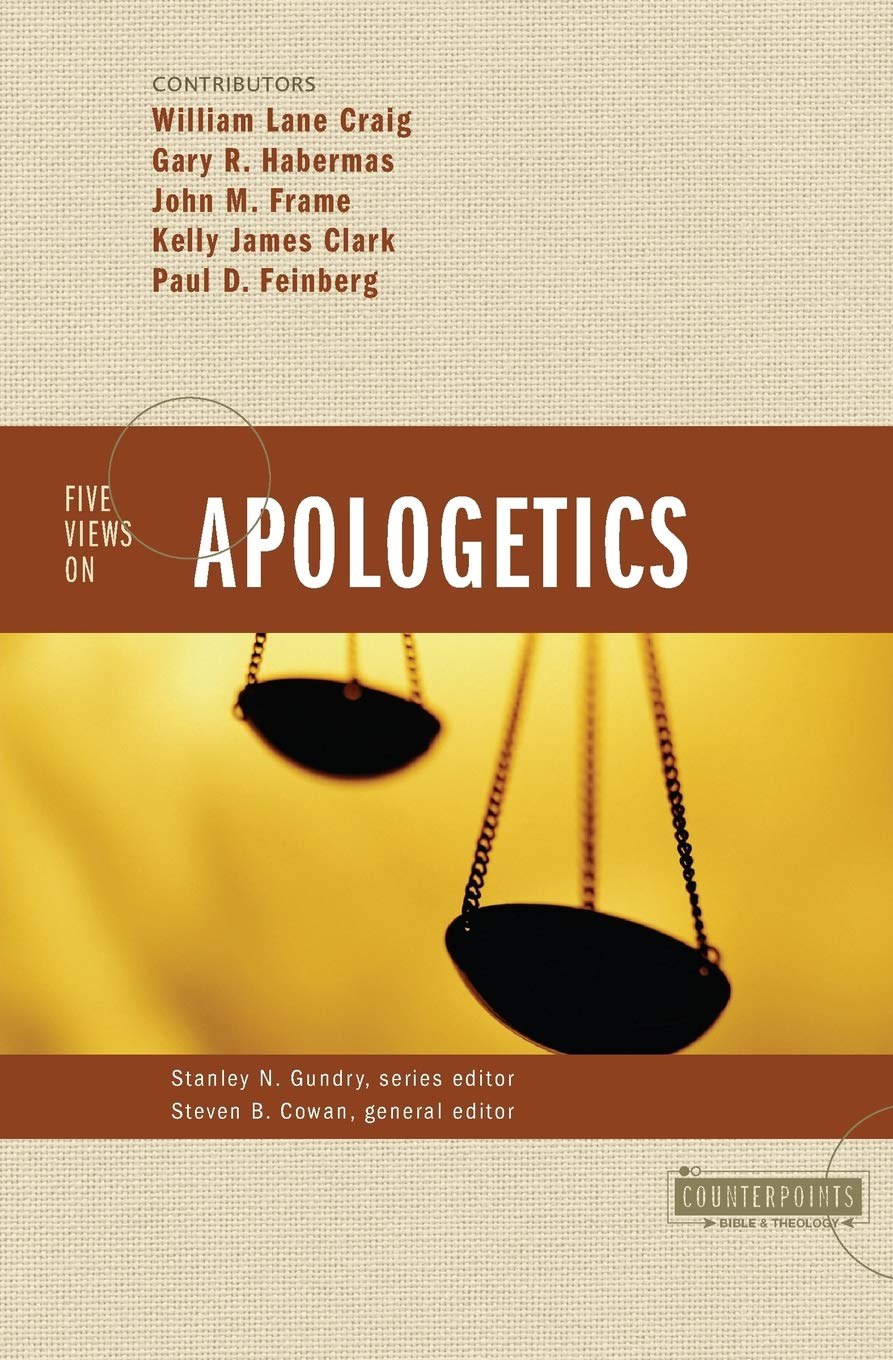 CONTRIBUTORS
William Lane Craig
Gary R. Habermas
John M. Frame
Kelly James Clark
Paul D. Feinberg
FIVE
VIEWS
ON
APOLOGETICS
Stanley N. Gundry, series editor
Steven B. Cowan, general editor
COUNTERPOINTS
BIBLE & THEOLOGY